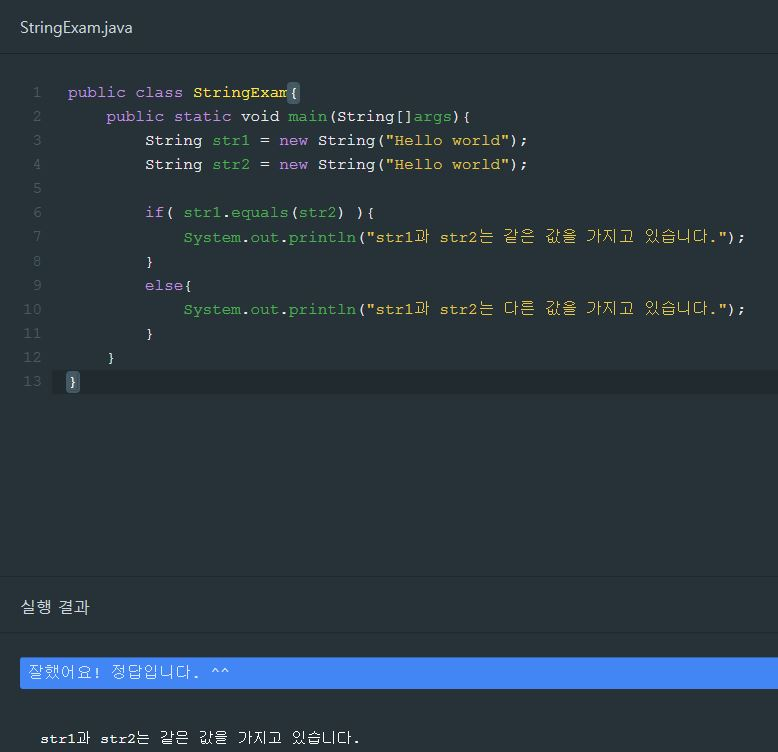 StringExam.java
1 public class StringExam{
2     public static void main(String[]args){
3         String str1 = new String("Hello world");
4         String str2 = new String("Hello world");
5
6         if( str1.equals(str2) ){
7             System.out.println("str1과 str2는 같은 값을 가지고 있습니다.");
8         }
9         else{
10             System.out.println("str1과 str2는 다른 값을 가지고 있습니다.");
11         }
12     }
13 }
실행 결과
잘했어요! 정답입니다. ^^
str1과 str2는 같은 값을 가지고 있습니다.